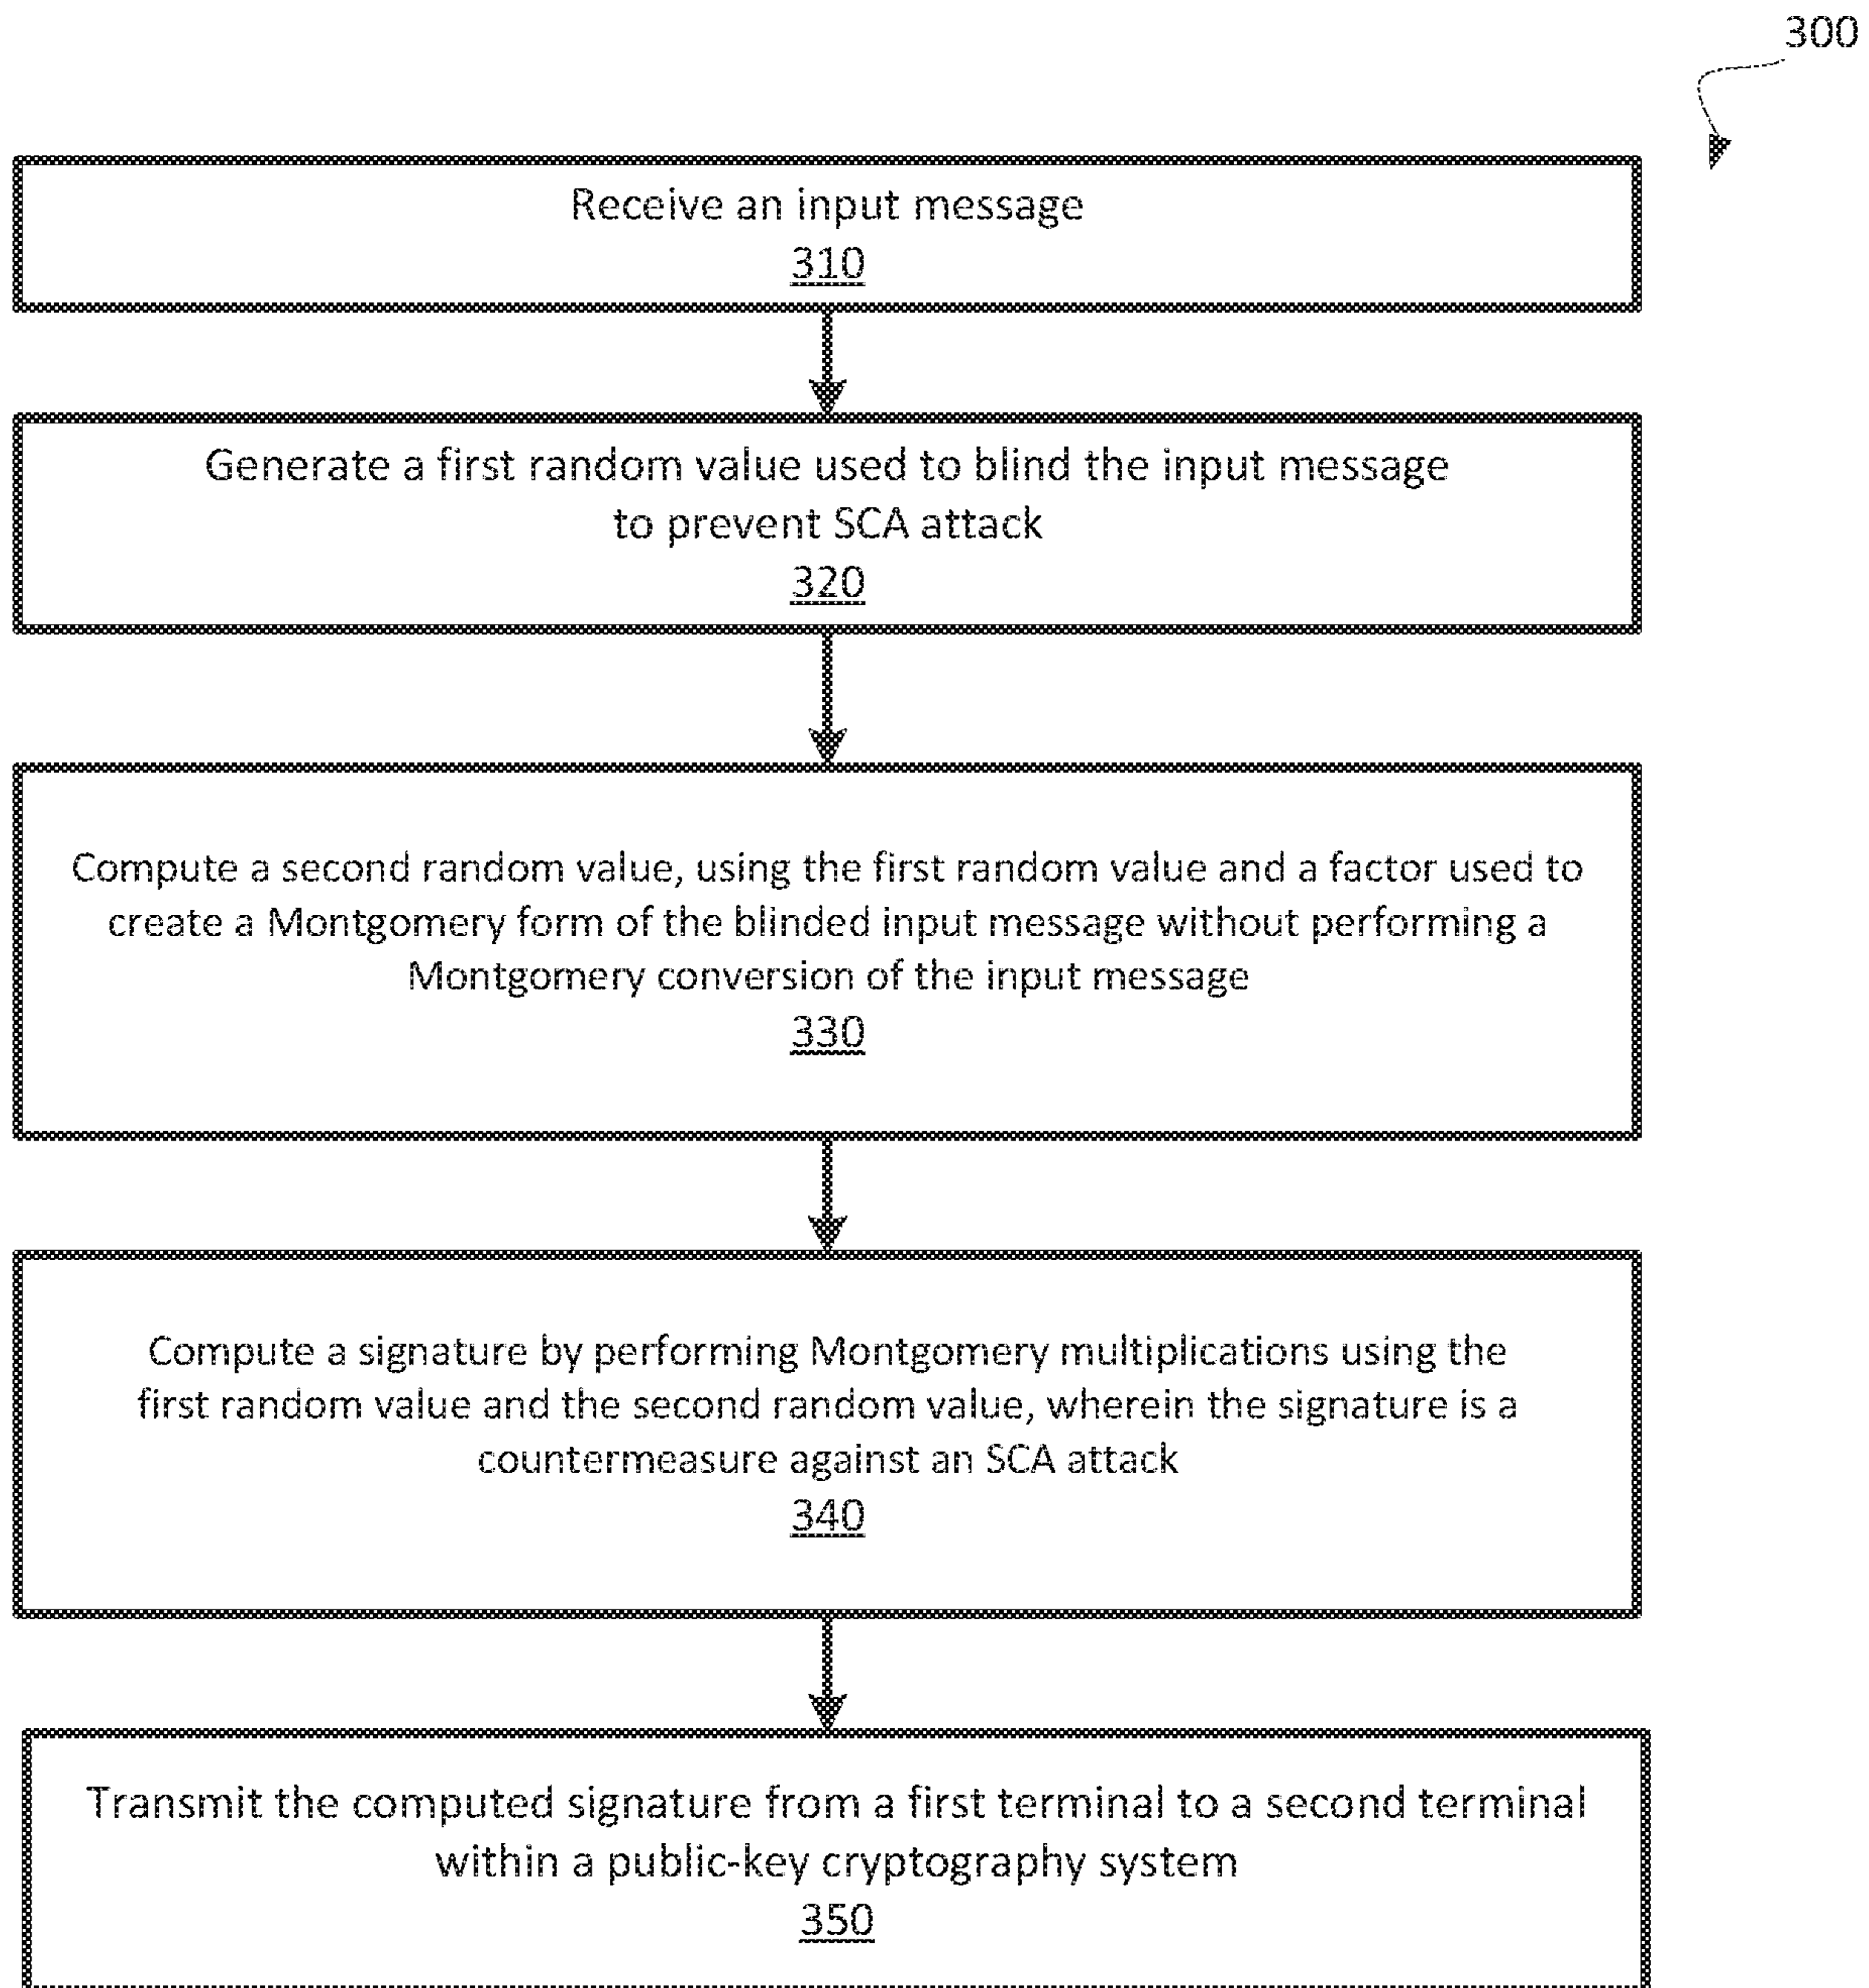 300
Receive an input message
310
Generate a first random value used to blind the input message
to prevent SCA attack
320
Compute a second random value, using the first random value and a factor used to
create a Montgomery form of the blinded input message without performing a
Montgomery conversion of the input message
330
Compute a signature by performing Montgomery multiplications using the
first random value and the second random value, wherein the signature is a
countermeasure against an SCA attack
340
Transmit the computed signature from a first terminal to a second terminal
within a public-key cryptography system
350